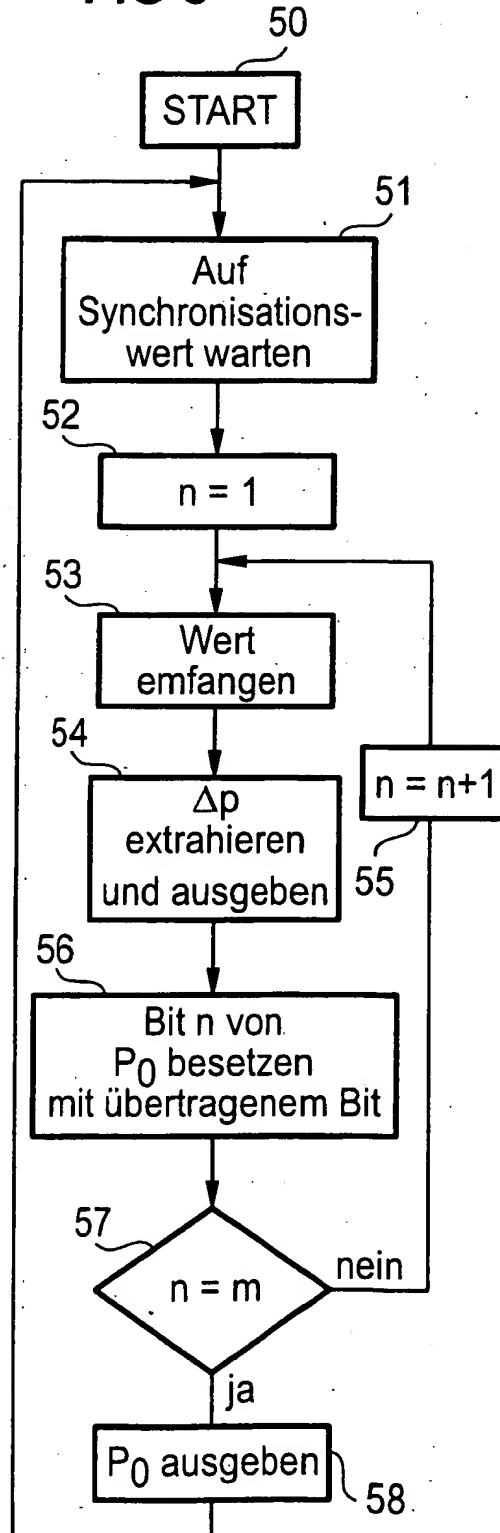 50
START
51
Auf
Synchronisations-
wert warten
52
n = 1
53
Wert
emfangen
54
Δp
extrahieren
und ausgeben
n = n+1
55
56
Bit n von
P0 besetzen
mit übertragenem Bit
57
n = m
nein
ja
P0 ausgeben
58